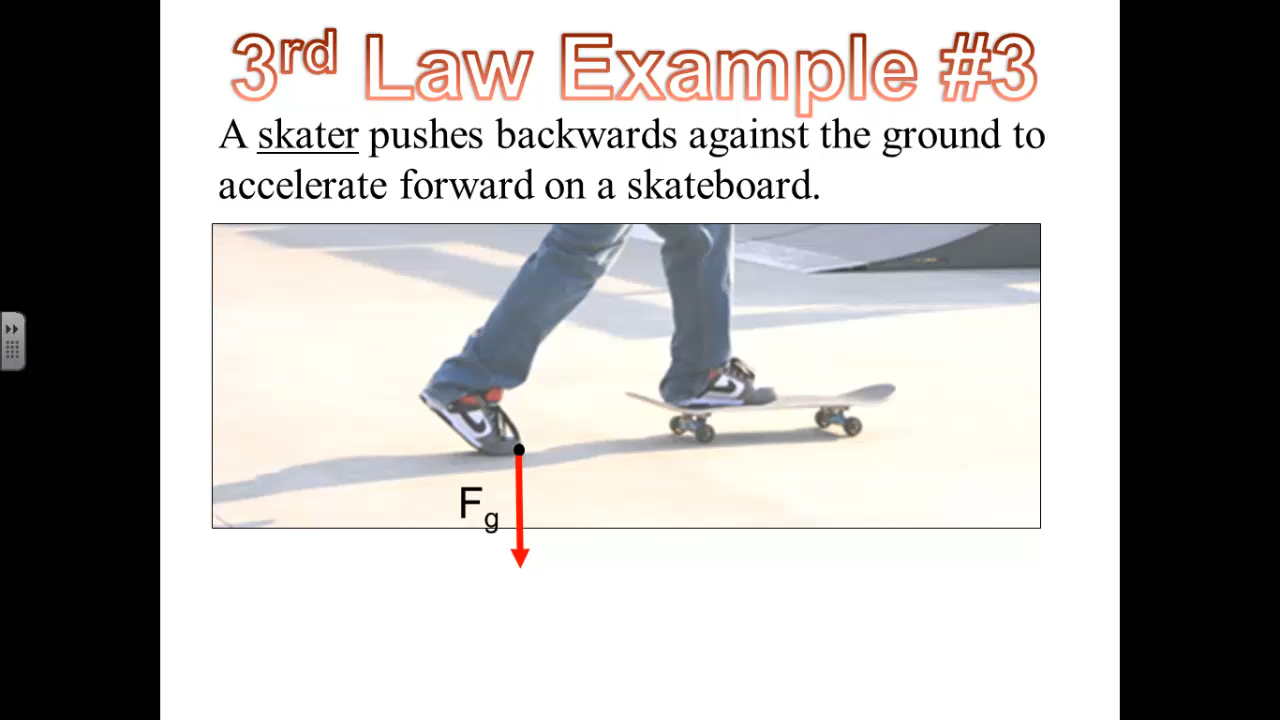 3rd Law Example #3
A skater pushes backwards against the ground to
accelerate forward on a skateboard.
Fg